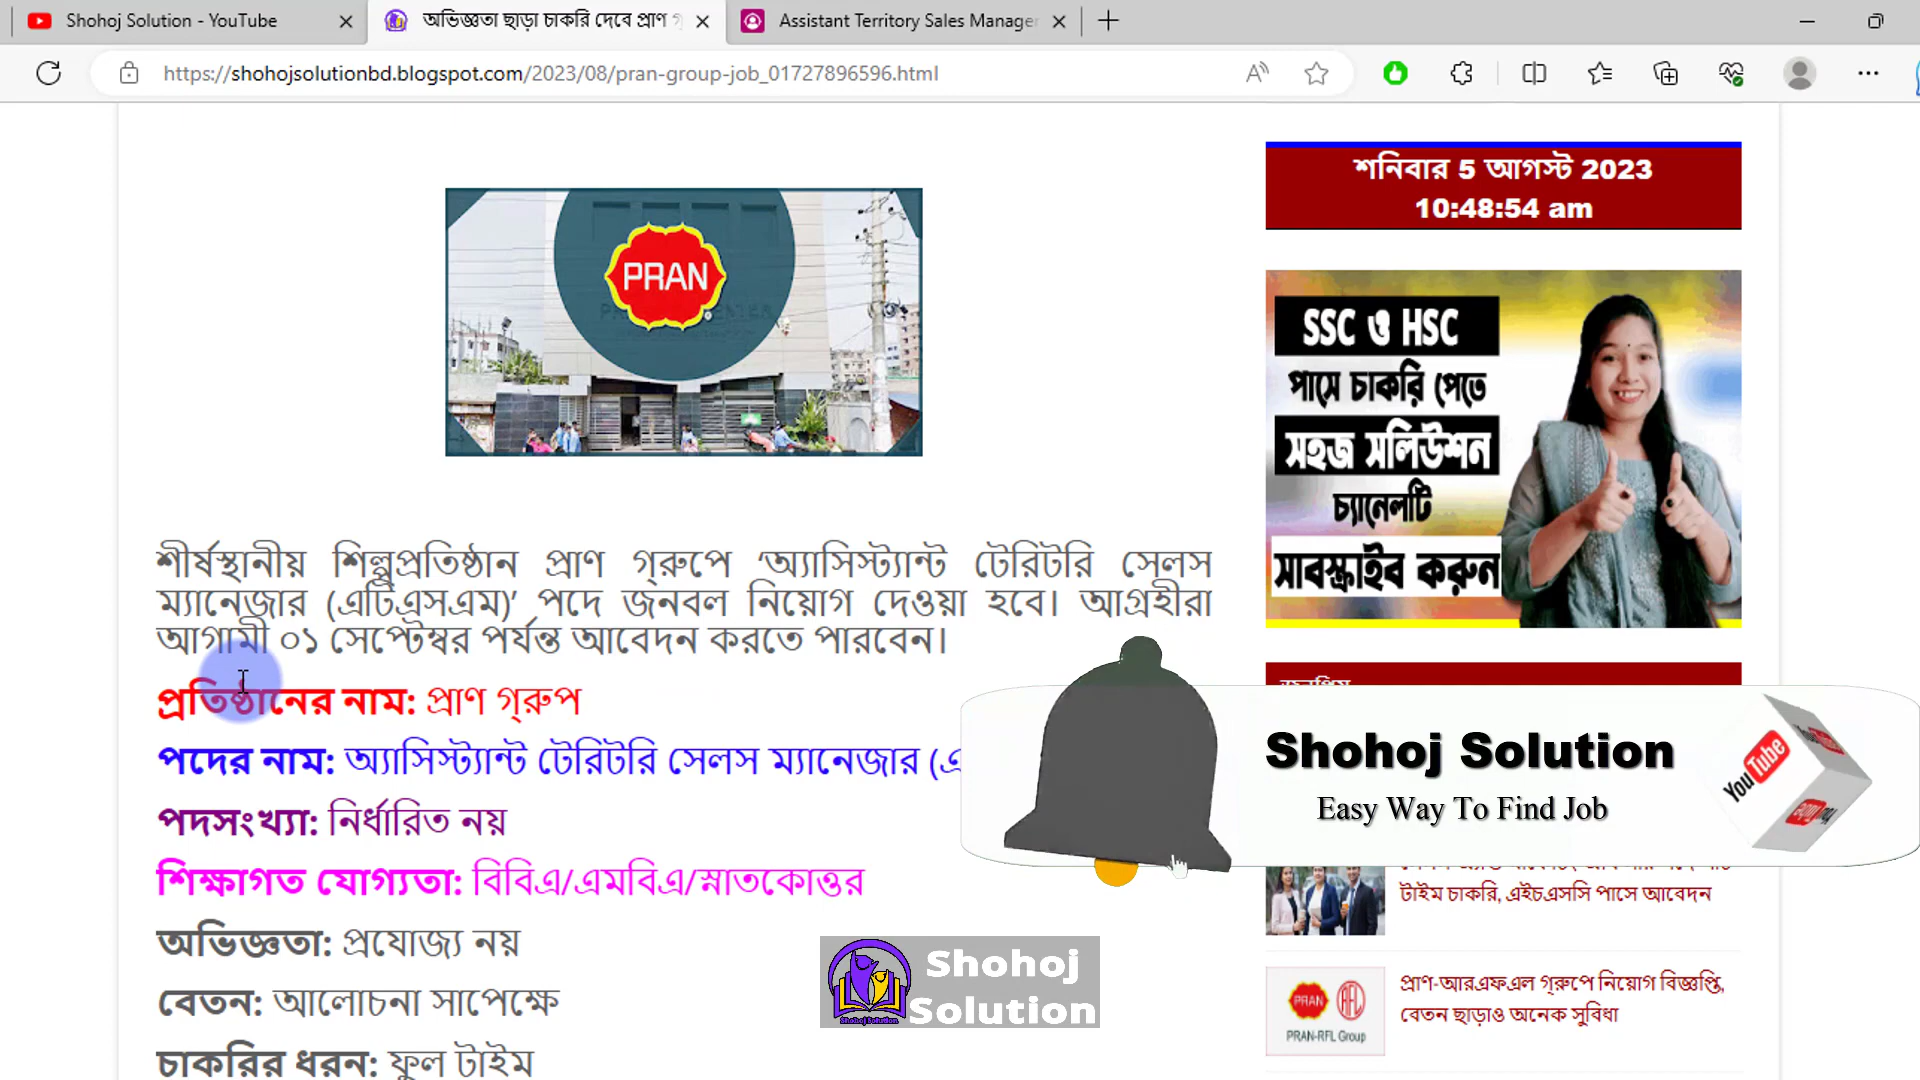 Shohoj Solution - YouTube
অভিজ্ঞতা ছাড়া চাকরি দেবে প্রাণ গ
Assistant Territory Sales Manage
https://shohojsolutionbd.blogspot.com/2023/08/pran-group-job_01727896596.html
PRAN
শনিবার 5 আগস্ট 2023
10:48:54 am
SSC ও HSC
পাসে চাকরি পেতে
সহজ সলিউশন
চ্যানেলটি
সাবস্ক্রাইব করুন
শীর্ষস্থানীয় শিল্পপ্রতিষ্ঠান প্রাণ গ্রুপে ‘অ্যাসিস্ট্যান্ট টেরিটরি সেলস
ম্যানেজার (এটিএসএম)’ পদে জনবল নিয়োগ দেওয়া হবে। আগ্রহীরা
আগামী ০১ সেপ্টেম্বর পর্যন্ত আবেদন করতে পারবেন।
প্রতিষ্ঠানের নাম: প্রাণ গ্রুপ
পদের নাম: অ্যাসিস্ট্যান্ট টেরিটরি সেলস ম্যানেজার (এ
পদসংখ্যা: নির্ধারিত নয়
শিক্ষাগত যোগ্যতা: বিবিএ/এমবিএ/স্নাতকোত্তর
অভিজ্ঞতা: প্রযোজ্য নয়
বেতন: আলোচনা সাপেক্ষে
চাকরির ধরন: ফুল টাইম
Shohoj Solution
Easy Way To Find Job
YouTube
টাইম চাকরি, এইচএসসি পাসে আবেদন
প্রাণ-আরএফএল গ্রুপে নিয়োগ বিজ্ঞপ্তি,
বেতন ছাড়াও অনেক সুবিধা
PRAN
RFL
PRAN-RFL Group
Shohoj
Solution
Shohoj Solution